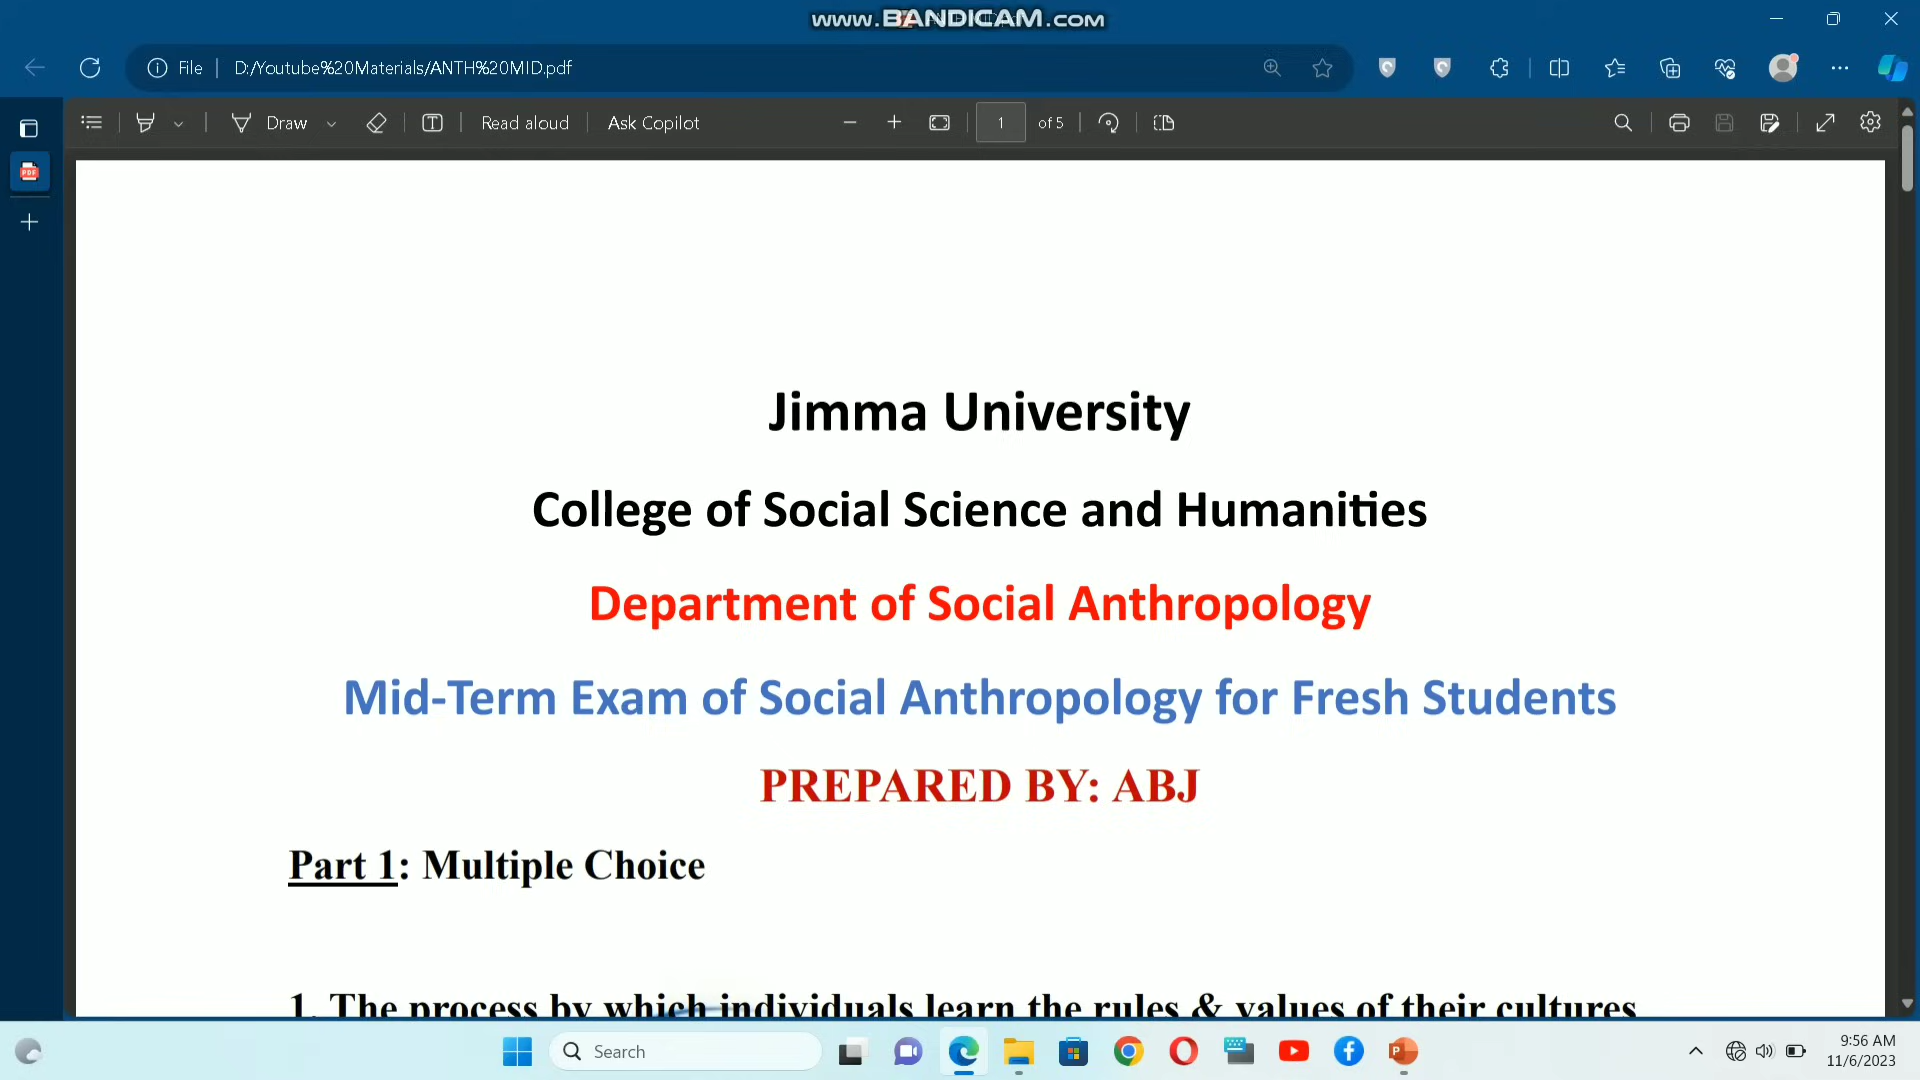 www.BANDICAM.com
File
D:/Youtube%20Materials/ANTH%20MID.pdf
Draw
Read aloud
Ask Copilot
1 of 5
Jimma University
College of Social Science and Humanities
Department of Social Anthropology
Mid-Term Exam of Social Anthropology for Fresh Students
PREPARED BY: ABJ
Part 1: Multiple Choice
1. The process by which individuals learn the rules & values of their cultures
Search
9:56 AM
11/6/2023